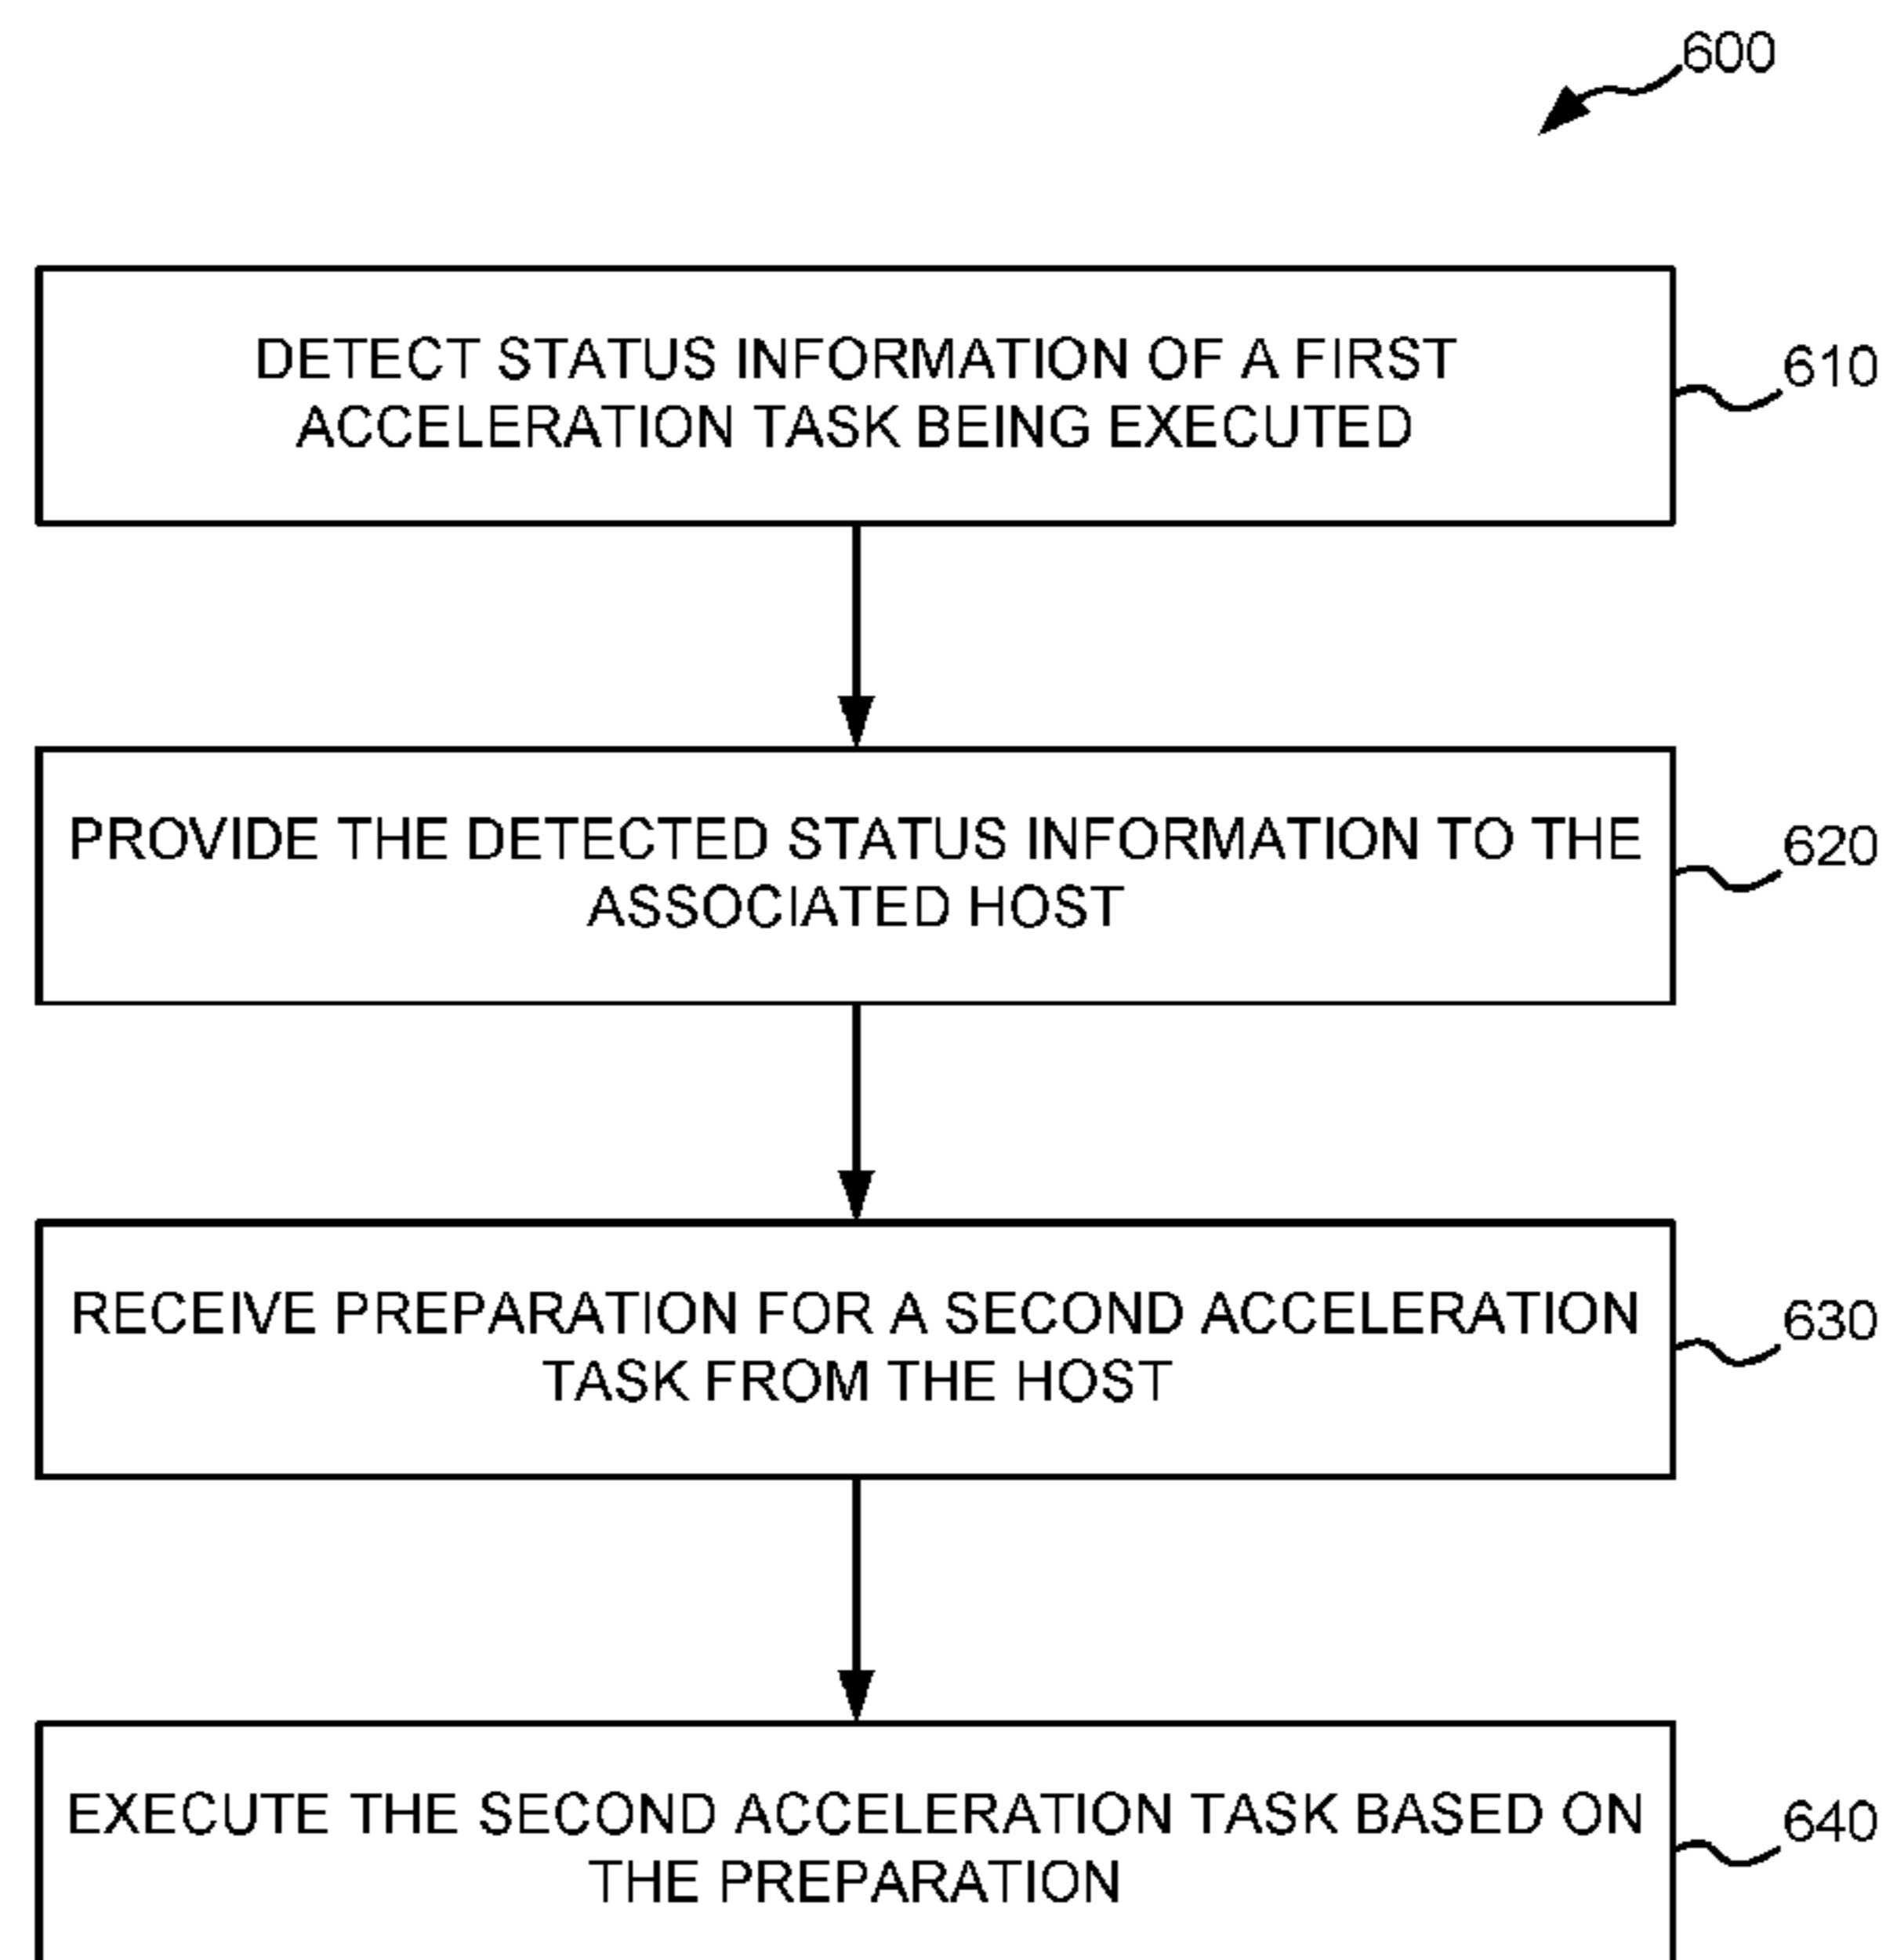 600
DETECT STATUS INFORMATION OF A FIRST
ACCELERATION TASK BEING EXECUTED
610
PROVIDE THE DETECTED STATUS INFORMATION TO THE
ASSOCIATED HOST
620
RECEIVE PREPARATION FOR A SECOND ACCELERATION
TASK FROM THE HOST
630
EXECUTE THE SECOND ACCELERATION TASK BASED ON
THE PREPARATION
640